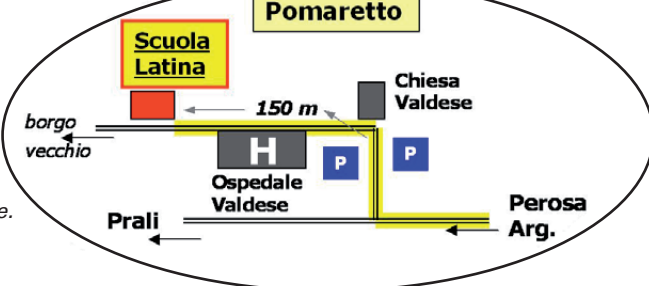 Pomaretto
Scuola
Latina
Chiesa
Valdese
150 m
borgo
vecchio
H
P
P
Ospedale
Valdese
e.
Prali
Perosa
Arg.